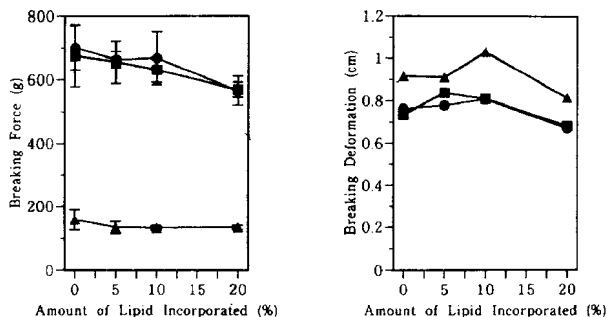 800
600
400
200
0
Breaking Force (g)
0 5 10 15 20
Amount of Lipid Incorporated (%)
1.2
1
0.8
0.6
0.4
0.2
0
Breaking Deformation (cm)
0 5 10 15 20
Amount of Lipid Incorporated (%)